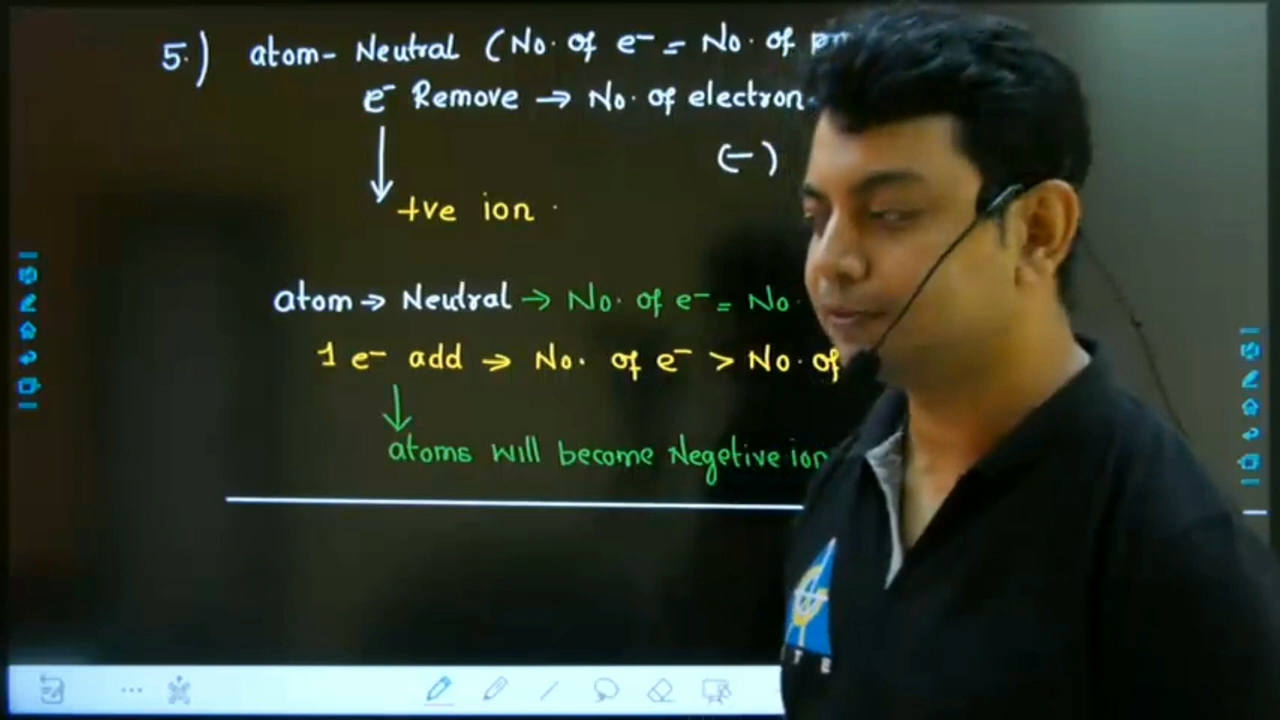 5.) atom- Neutral (No. of e⁻ = No. of
e⁻ Remove → No. of electron
(-)
+ve ion
atom → Neutral → No. of e⁻ = No.
1 e⁻ add → No. of e⁻ > No. of
atoms will become Negetive ion
T E